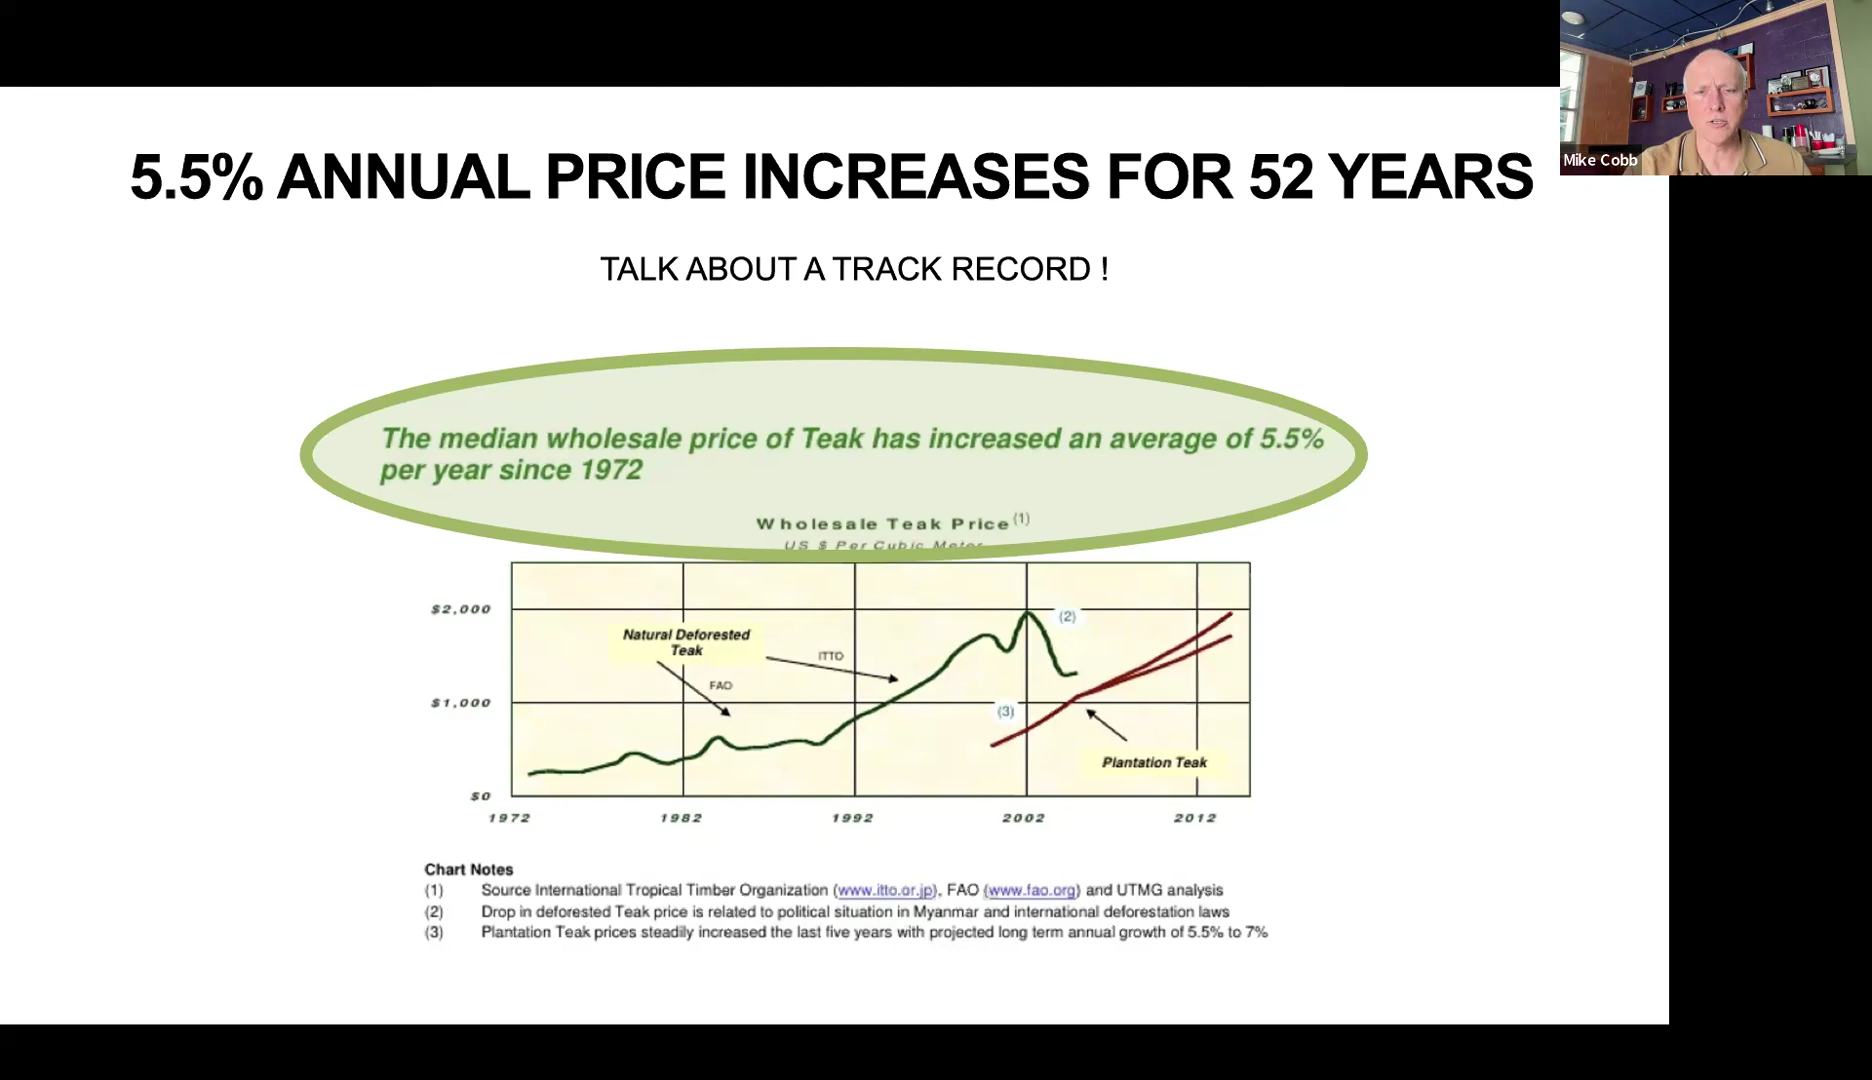 Mike Cobb
5.5% ANNUAL PRICE INCREASES FOR 52 YEARS
TALK ABOUT A TRACK RECORD !
The median wholesale price of Teak has increased an average of 5.5%
per year since 1972
Wholesale Teak Price (1)
US $ Per Cubic Meter
$2,000
$1,000
$0
Natural Deforested
Teak
FAO
ITTO
(2)
(3)
Plantation Teak
1972 1982 1992 2002 2012
Chart Notes
(1) Source International Tropical Timber Organization (www.itto.or.jp), FAO (www.fao.org) and UTMG analysis
(2) Drop in deforested Teak price is related to political situation in Myanmar and international deforestation laws
(3) Plantation Teak prices steadily increased the last five years with projected long term annual growth of 5.5% to 7%